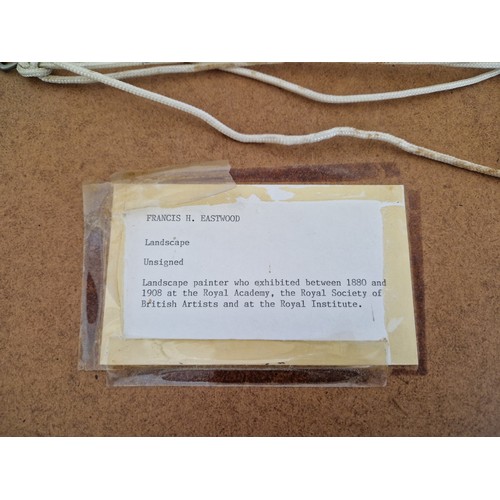 FRANCIS H. EASTWOOD
Landscape
Unsigned
Landscape painter who exhibited between 1880 and
1908 at the Royal Academy, the Royal Society of
British Artists and at the Royal Institute.